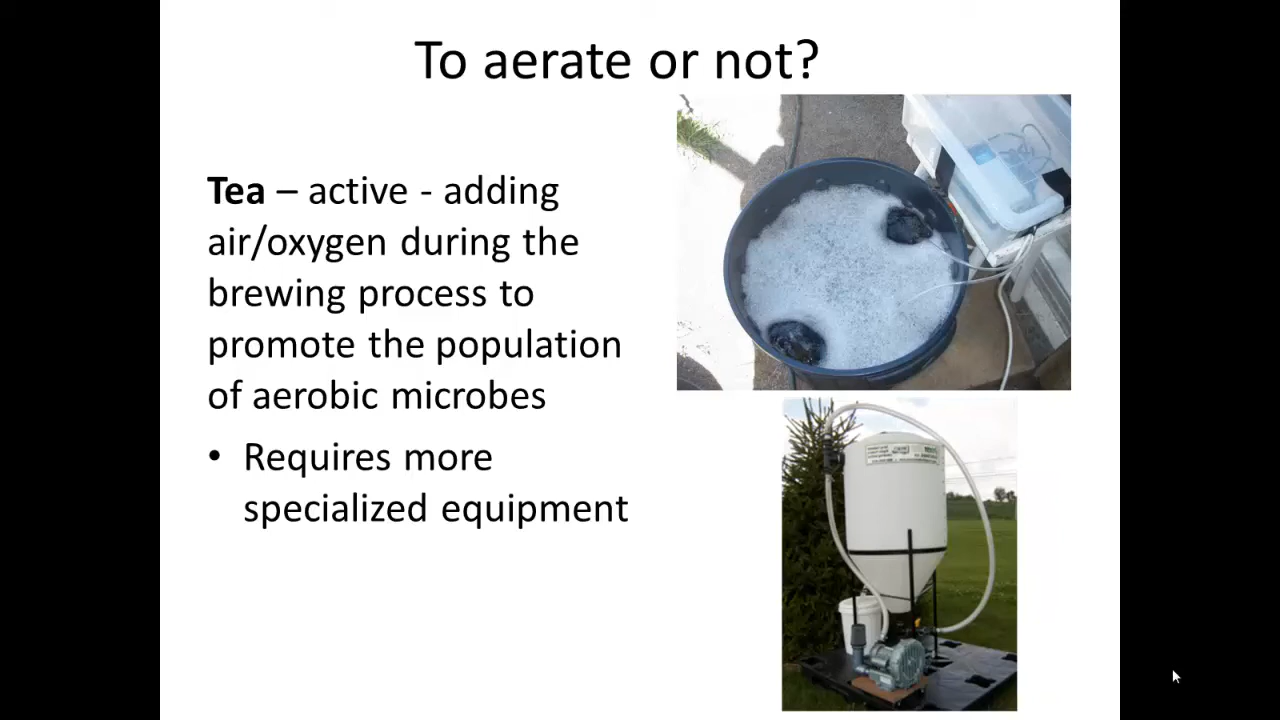 To aerate or not?
Tea – active - adding
air/oxygen during the
brewing process to
promote the population
of aerobic microbes
• Requires more
specialized equipment